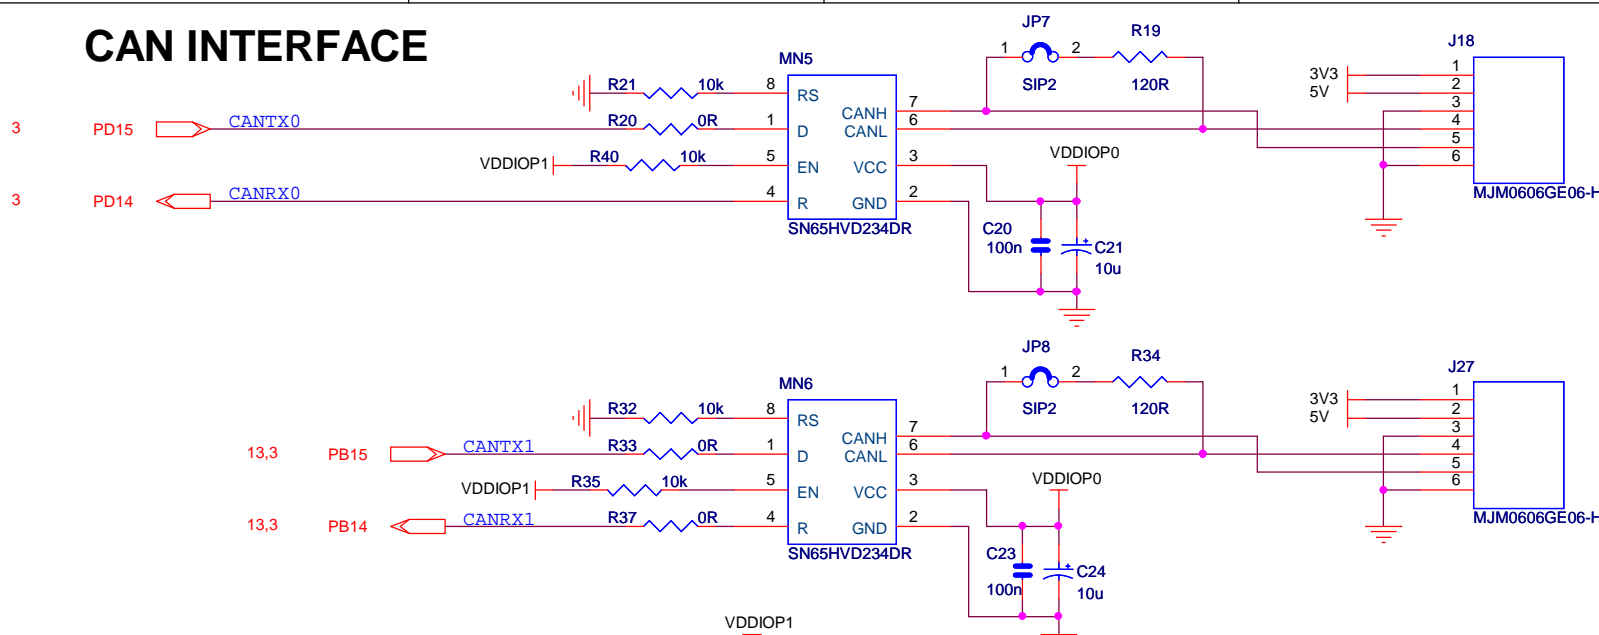 CAN INTERFACE
JP7
1 2
SIP2
R19
120R
J18
MN5
R21 10k 8 RS
3 PD15 CANTX0 R20 0R 1 D
VDDIOP1 R40 10k 5 EN
3 PD14 CANRX0 4 R
7 CANH
6 CANL
3 VCC
2 GND
SN65HVD234DR
VDDIOP0
C20
100n
C21
10u
3V3
5V
1
2
3
4
5
6
MJM0606GE06-H
JP8
1 2
SIP2
R34
120R
J27
MN6
R32 10k 8 RS
13,3 PB15 CANTX1 R33 0R 1 D
VDDIOP1 R35 10k 5 EN
13,3 PB14 CANRX1 R37 0R 4 R
7 CANH
6 CANL
3 VCC
2 GND
SN65HVD234DR
VDDIOP0
C23
100n
C24
10u
3V3
5V
1
2
3
4
5
6
MJM0606GE06-H
VDDIOP1